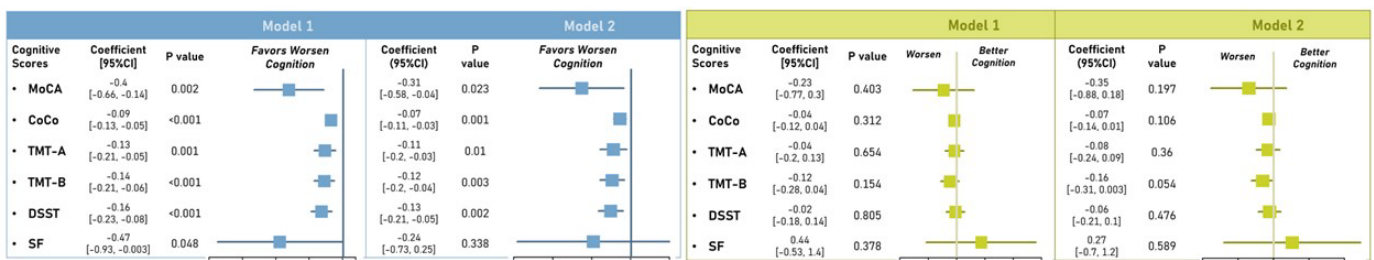 Model 1 Model 2 Model 1 Model 2
Cognitive Scores Coefficient [95%CI] P value Favors Worsen Cognition Coefficient (95%CI) P value Favors Worsen Cognition Cognitive Scores Coefficient [95%CI] P value Worsen Better Cognition Coefficient (95%CI) P value Worsen Better Cognition
• MoCA -0.4 [-0.66, -0.14] 0.002 -0.31 [-0.58, -0.04] 0.023 • MoCA -0.23 [-0.77, 0.3] 0.403 -0.35 [-0.88, 0.18] 0.197
• CoCo -0.09 [-0.13, -0.05] <0.001 -0.07 [-0.11, -0.03] 0.001 • CoCo -0.04 [-0.12, 0.04] 0.312 -0.07 [-0.14, 0.01] 0.106
• TMT-A -0.13 [-0.21, -0.05] 0.001 -0.11 [-0.2, -0.03] 0.01 • TMT-A -0.04 [-0.2, 0.13] 0.654 -0.08 [-0.24, 0.09] 0.36
• TMT-B -0.14 [-0.21, -0.06] <0.001 -0.12 [-0.2, -0.04] 0.003 • TMT-B -0.12 [-0.28, 0.04] 0.154 -0.16 [-0.31, 0.003] 0.054
• DSST -0.16 [-0.23, -0.08] <0.001 -0.13 [-0.21, -0.05] 0.002 • DSST -0.02 [-0.18, 0.14] 0.805 -0.06 [-0.21, 0.1] 0.476
• SF -0.47 [-0.93, -0.003] 0.048 -0.24 [-0.73, 0.25] 0.338 • SF 0.44 [-0.53, 1.4] 0.378 0.27 [-0.7, 1.2] 0.589